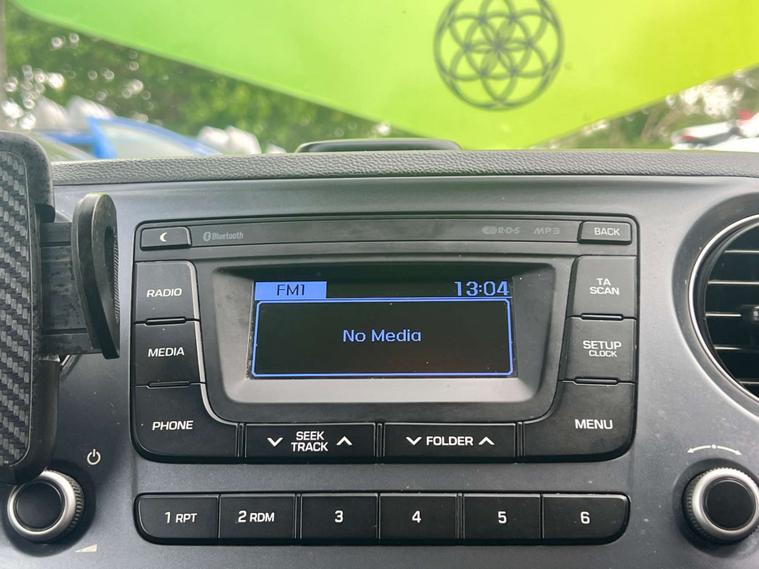 Bluetooth
R·D·S
MP3
BACK
RADIO
FM1
13:04
TA
SCAN
MEDIA
No Media
SETUP
CLOCK
PHONE
SEEK
TRACK
FOLDER
MENU
1 RPT
2 RDM
3
4
5
6